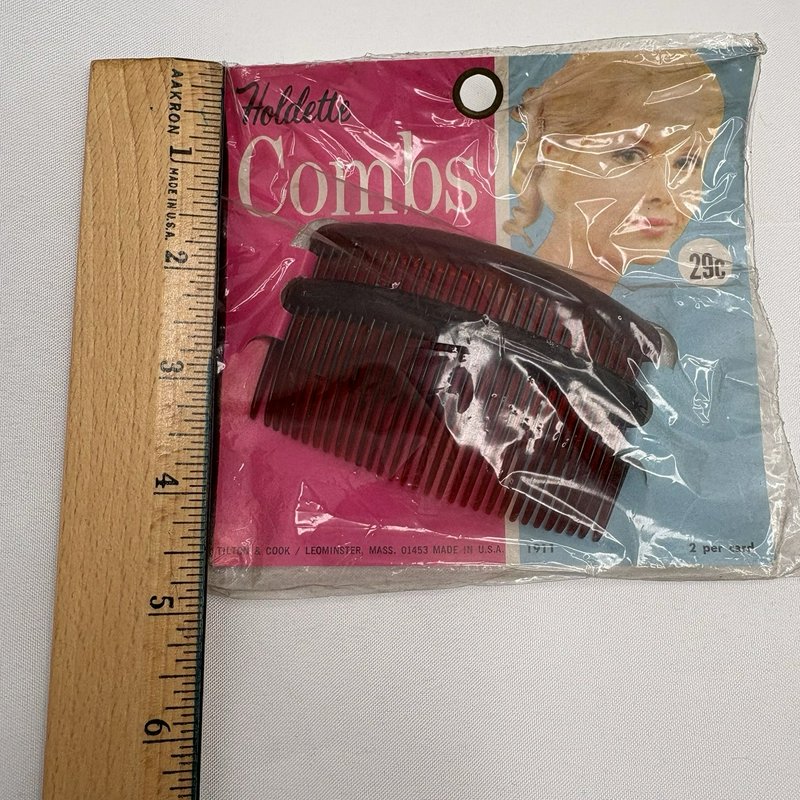 AAKRON
MADE IN U.S.A.
1
2
3
4
5
6
Holdette
Combs
29¢
TILTON & COOK / LEOMINSTER, MASS. 01453 MADE IN U.S.A.
1911
2 per card